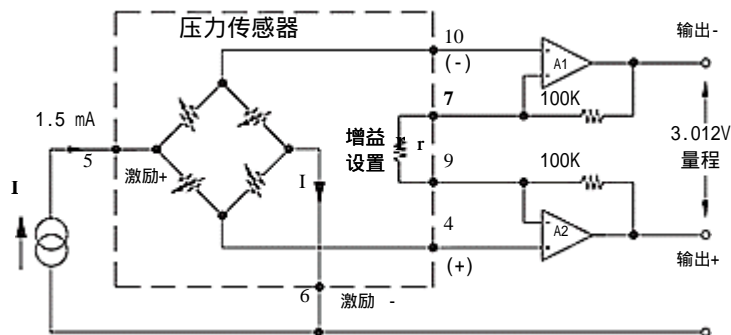 压力传感器
10
(-)
A1
输出-
7
100K
1.5 mA
5
增益
设置
r
3.012V
量程
激励+
I
I
9
100K
4
A2
(+)
输出+
6
激励 -